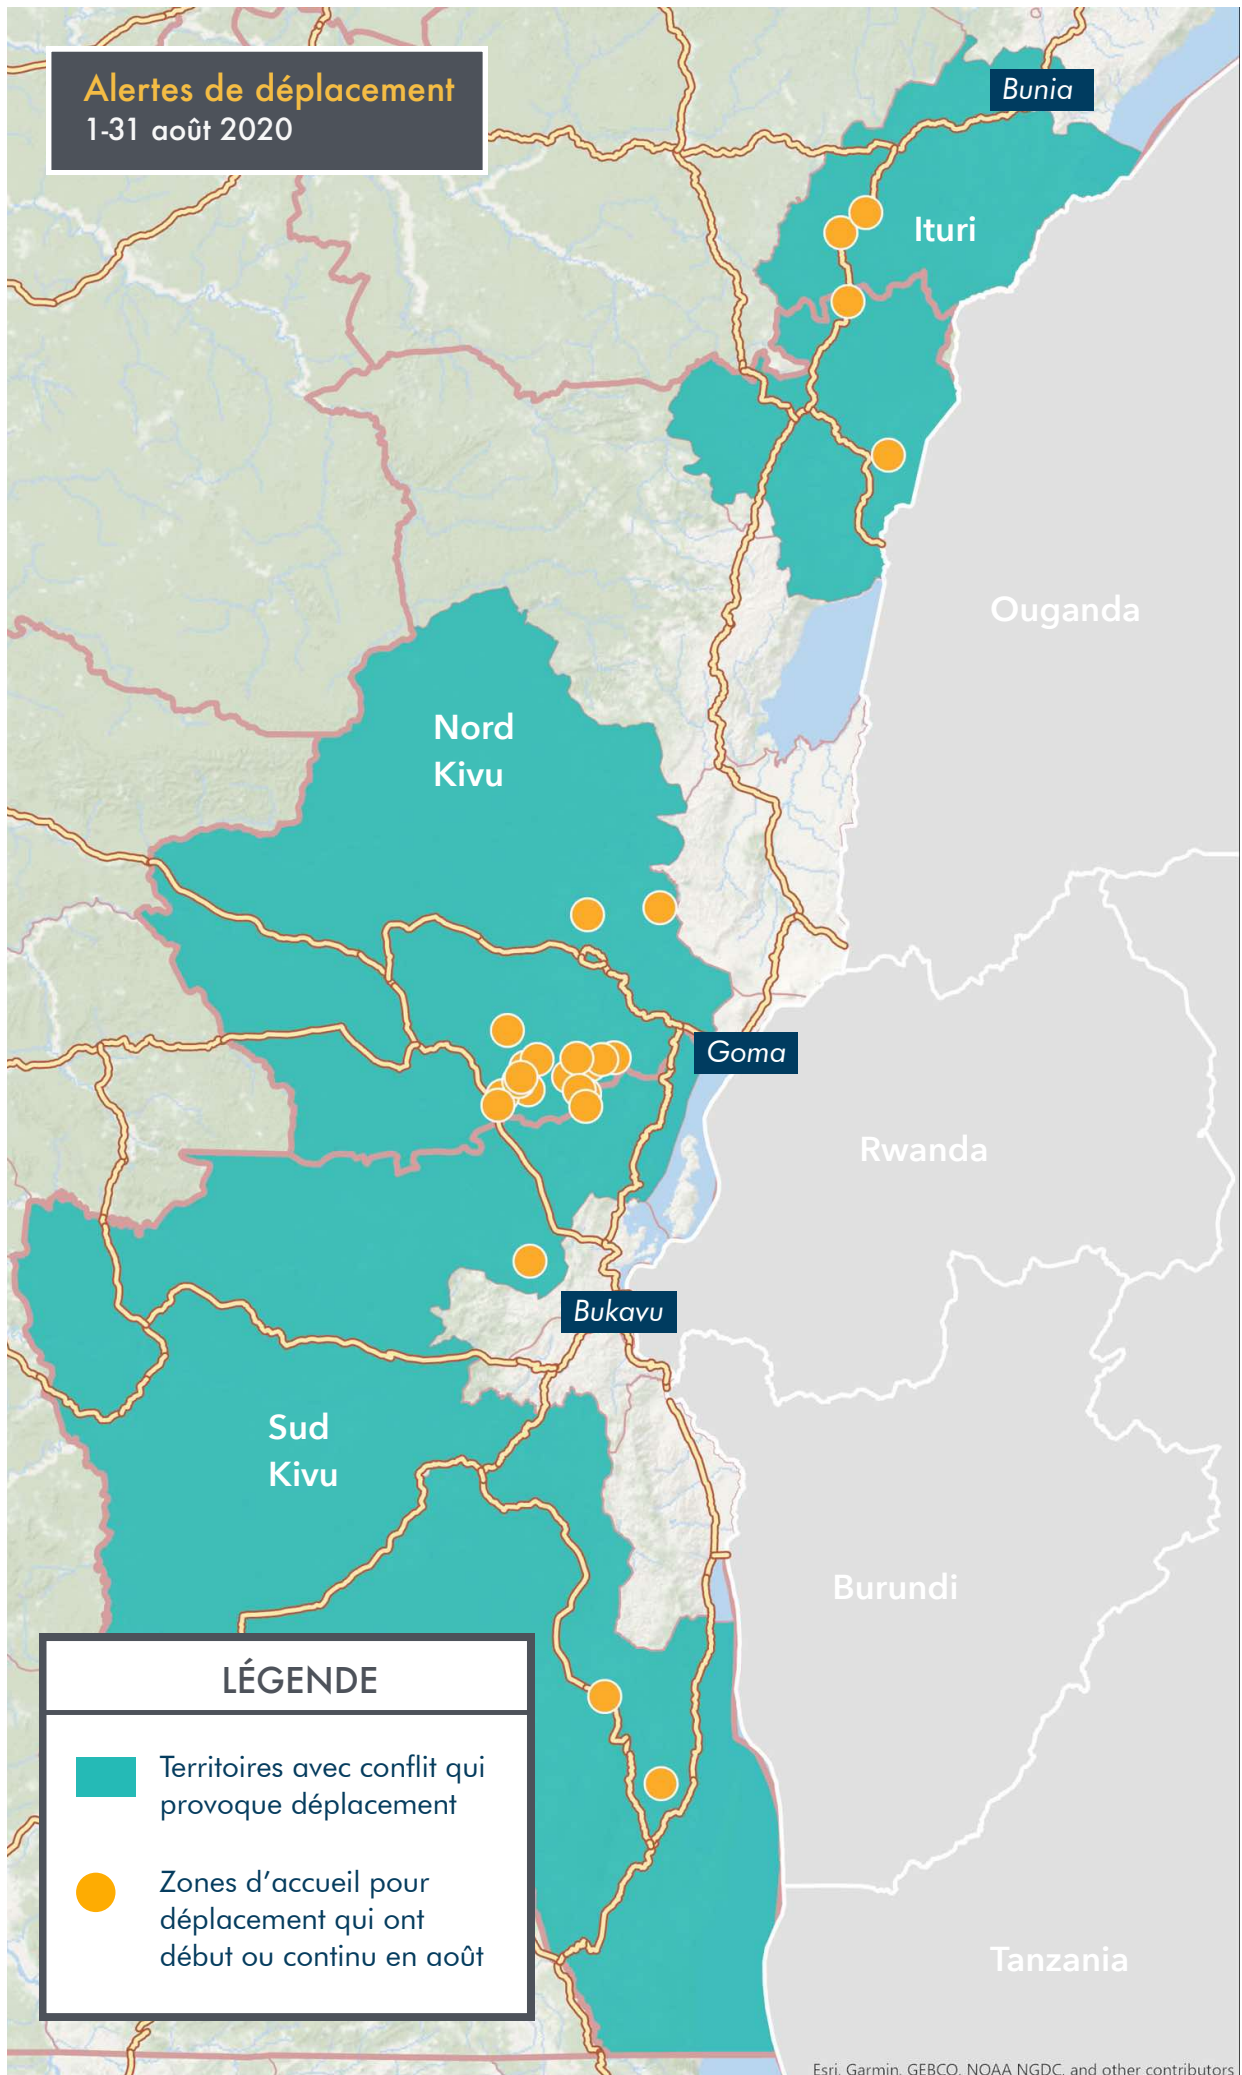 Alertes de déplacement
1-31 août 2020
Bunia
Ituri
Ouganda
Nord
Kivu
Goma
Rwanda
Bukavu
Sud
Kivu
Burundi
LÉGENDE
Territoires avec conflit qui
provoque déplacement
Zones d’accueil pour
déplacement qui ont
début ou continu en août
Tanzania
Esri, Garmin, GEBCO, NOAA NGDC, and other contributors